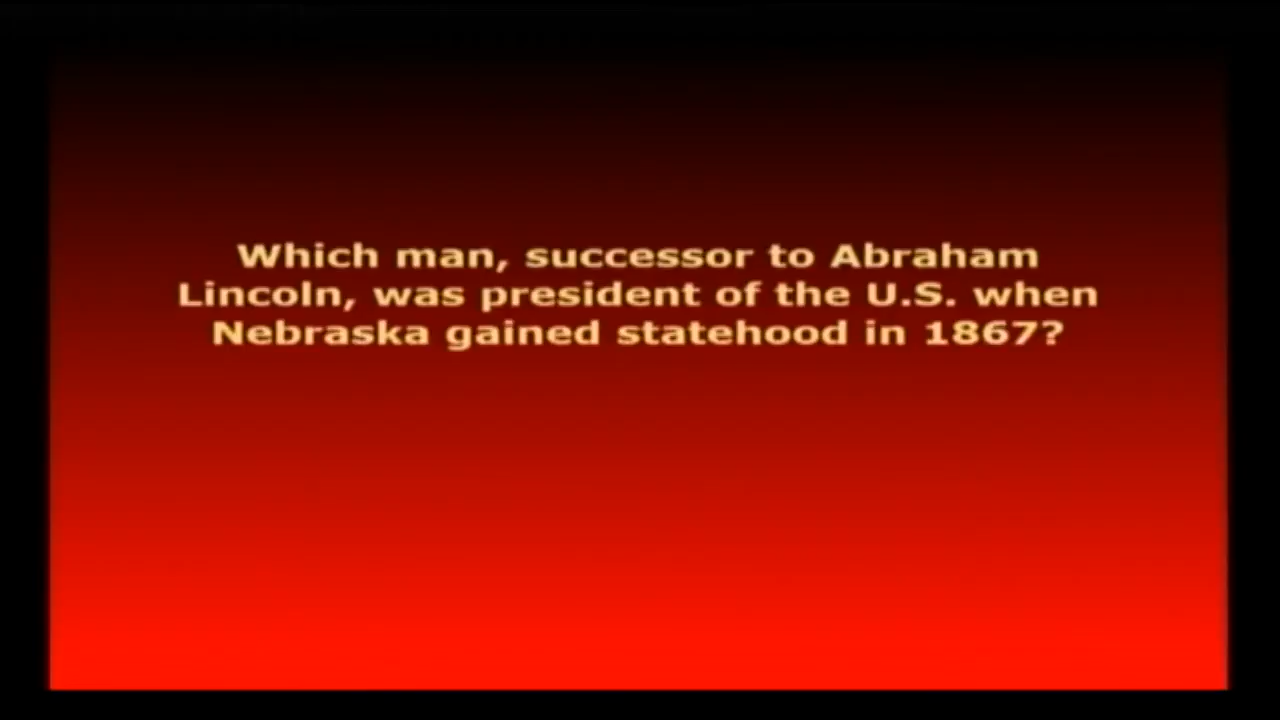 Which man, successor to Abraham
Lincoln, was president of the U.S. when
Nebraska gained statehood in 1867?